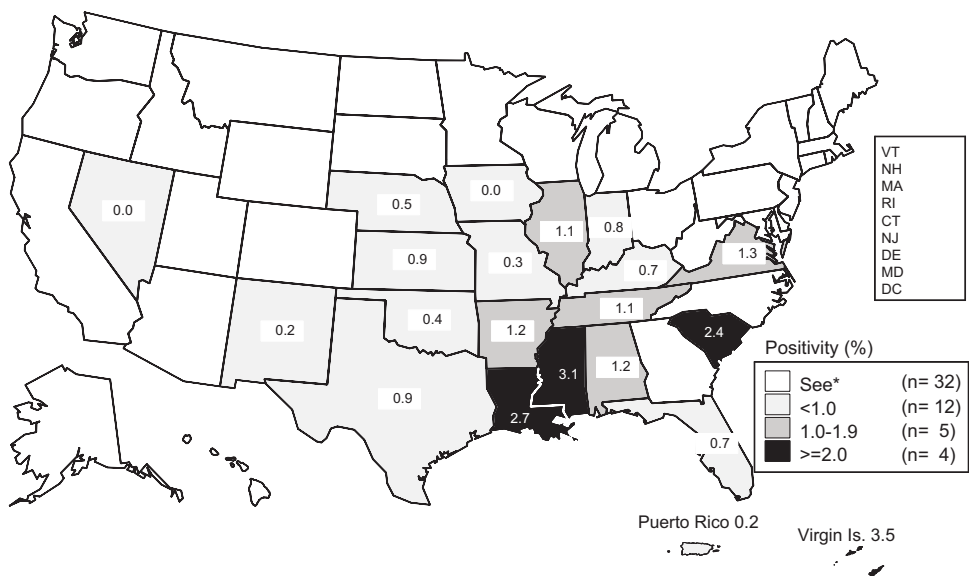 0.0
0.5
0.0
1.1
0.8
0.9
0.3
0.7
1.3
0.2
0.4
1.2
1.1
2.4
3.1
1.2
0.9
2.7
0.7
VT
NH
MA
RI
CT
NJ
DE
MD
DC
Positivity (%)
See* (n= 32)
<1.0 (n= 12)
1.0-1.9 (n= 5)
>=2.0 (n= 4)
Puerto Rico 0.2
Virgin Is. 3.5